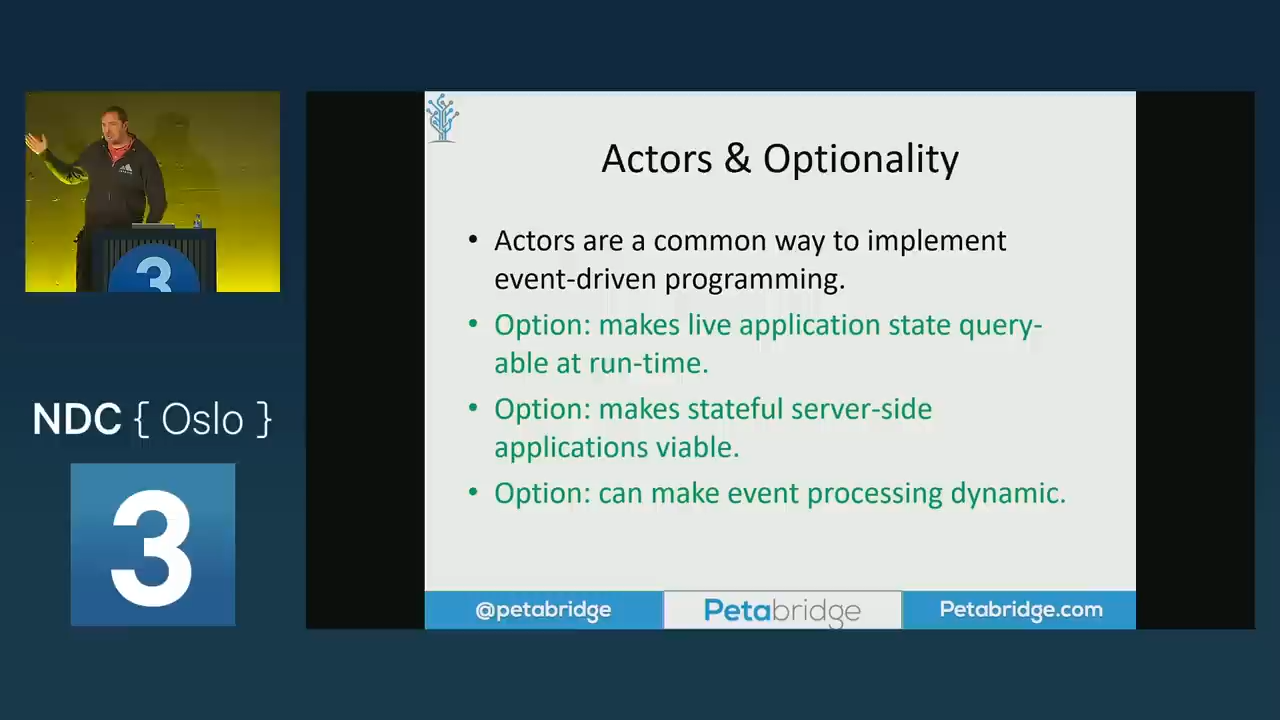 Actors & Optionality
• Actors are a common way to implement
event-driven programming.
• Option: makes live application state query-
able at run-time.
• Option: makes stateful server-side
applications viable.
• Option: can make event processing dynamic.
@petabridge
Petabridge
Petabridge.com
3
NDC { Oslo }
3